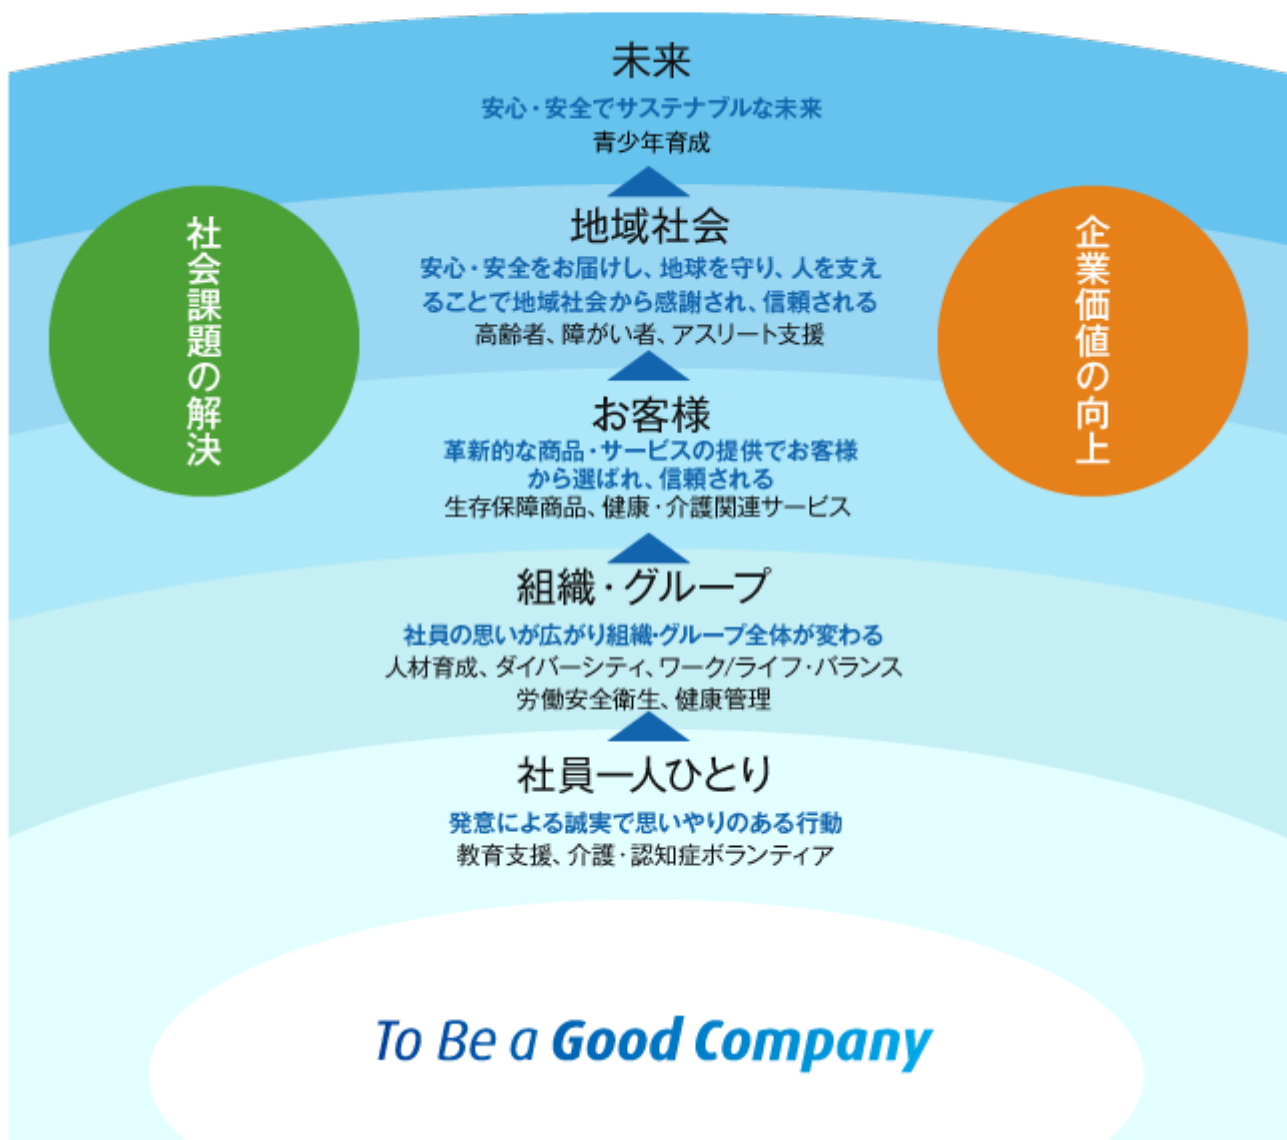 未来
安心・安全でサステナブルな未来
青少年育成
地域社会
安心・安全をお届けし、地球を守り、人を支え
ることで地域社会から感謝され、信頼される
高齢者、障がい者、アスリート支援
お客様
革新的な商品・サービスの提供でお客様
から選ばれ、信頼される
生存保障商品、健康・介護関連サービス
組織・グループ
社員の思いが広がり組織・グループ全体が変わる
人材育成、ダイバーシティ、ワーク/ライフ・バランス
労働安全衛生、健康管理
社員一人ひとり
発意による誠実で思いやりのある行動
教育支援、介護・認知症ボランティア
社会課題の解決
企業価値の向上
To Be a Good Company